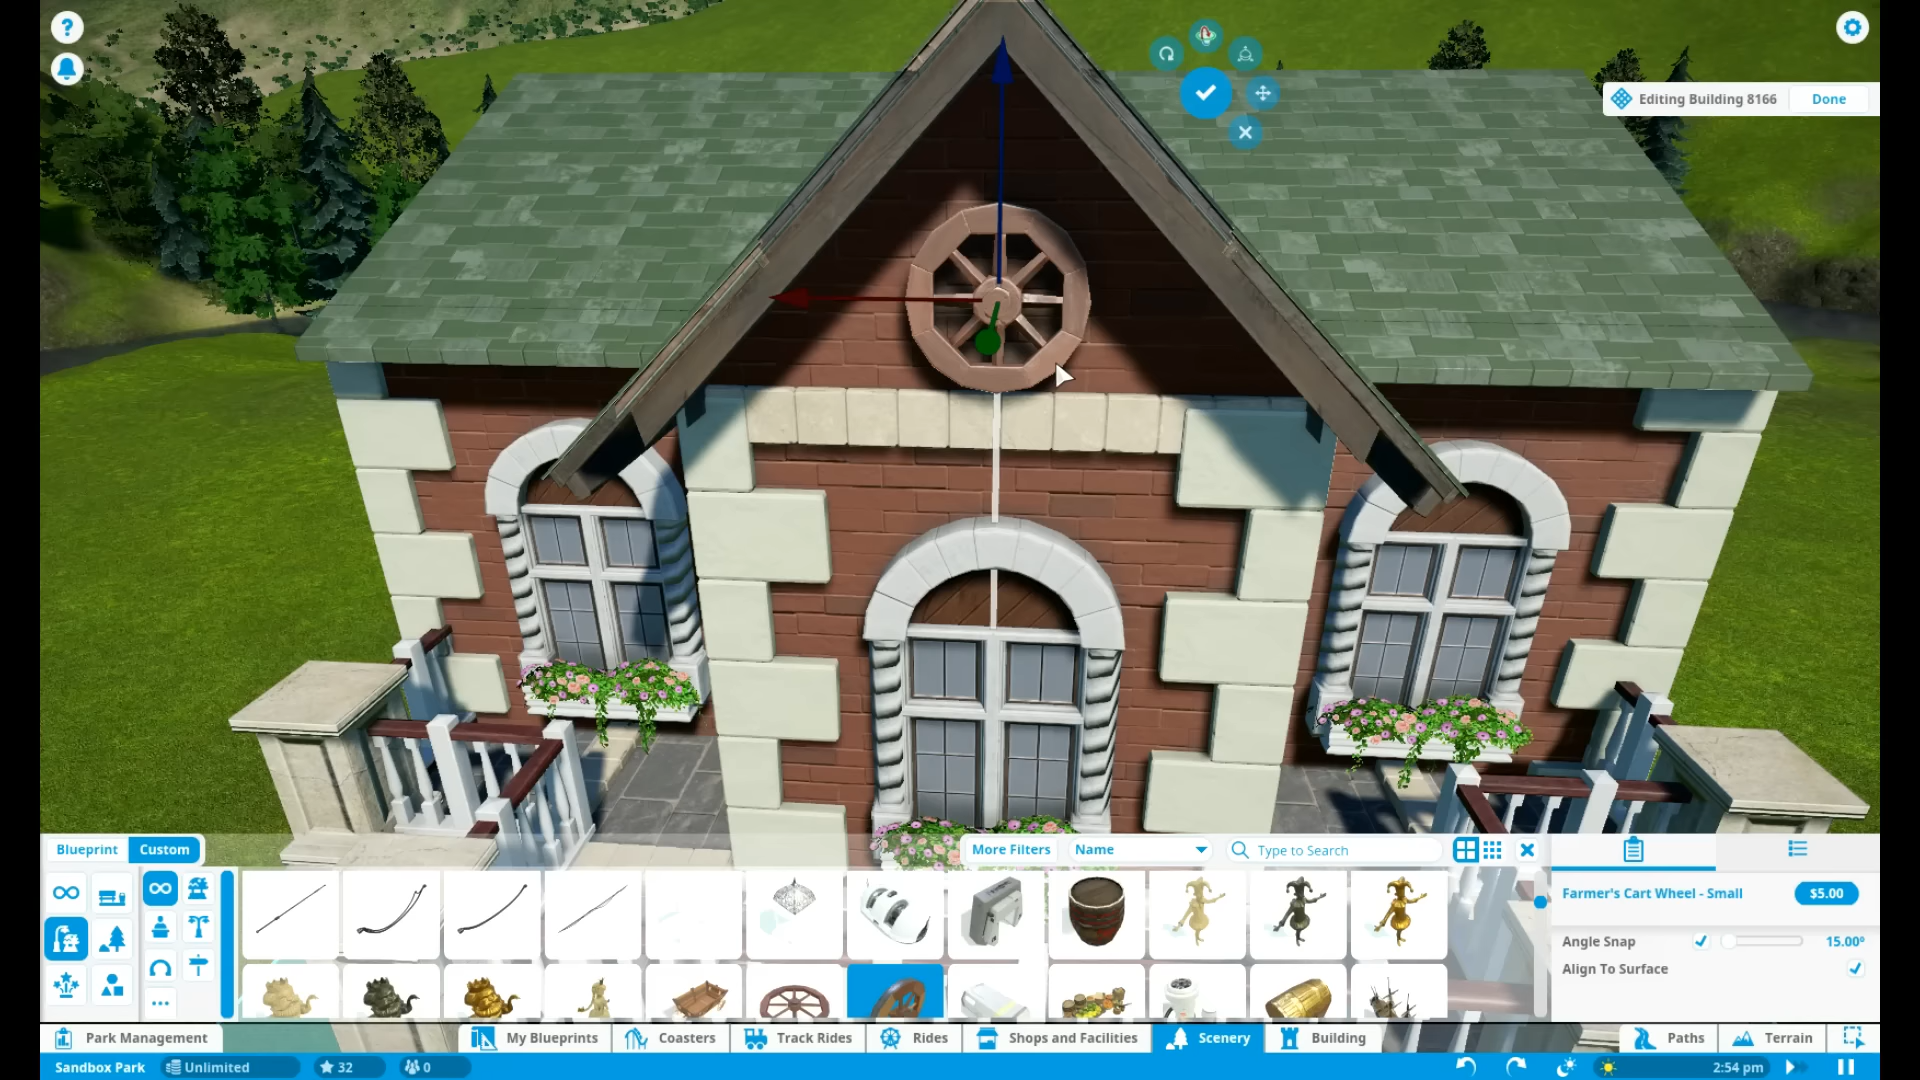 ?
Editing Building 8166 Done
Blueprint Custom
More Filters Name Type to Search
Farmer's Cart Wheel - Small $5.00
Angle Snap 15.00°
Align To Surface
Park Management My Blueprints Coasters Track Rides Rides Shops and Facilities Scenery Building Paths Terrain
Sandbox Park Unlimited 32 0 2:54 pm